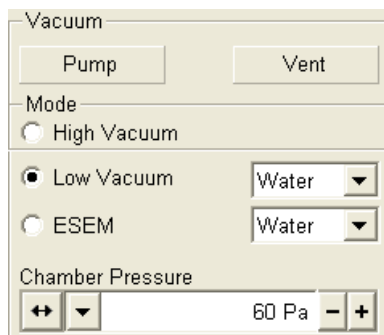 Vacuum
Pump Vent
Mode
High Vacuum
Low Vacuum Water
ESEM Water
Chamber Pressure
60 Pa - +